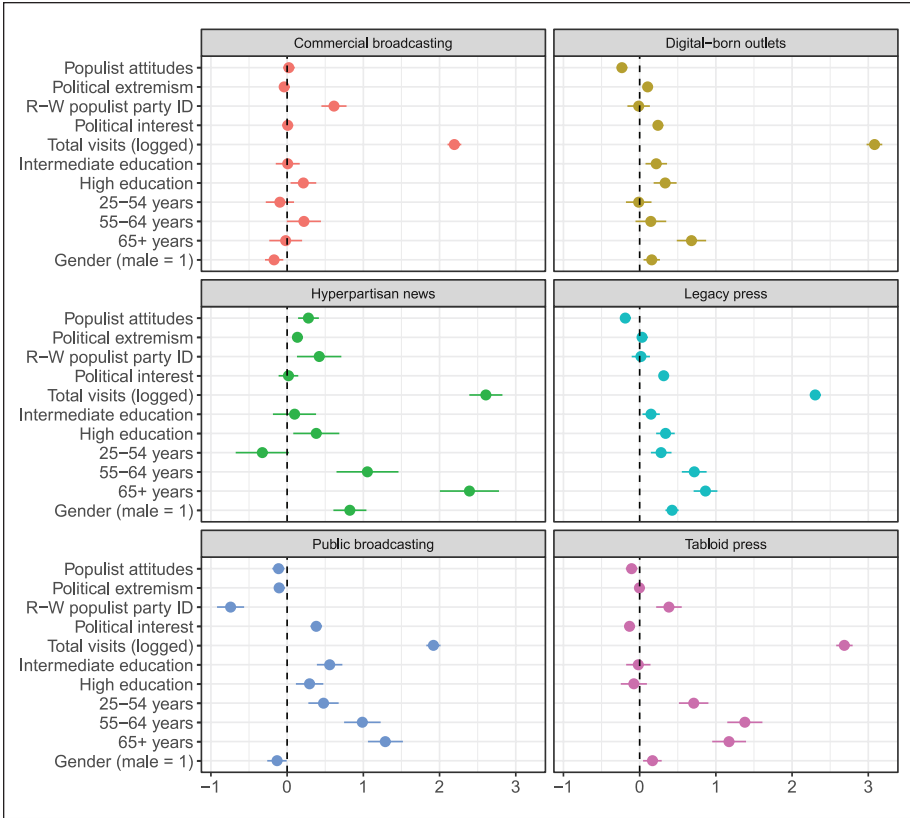 Commercial broadcasting
Digital−born outlets
Populist attitudes
Political extremism
R−W populist party ID
Political interest
Total visits (logged)
Intermediate education
High education
25−54 years
55−64 years
65+ years
Gender (male = 1)
Hyperpartisan news
Legacy press
Populist attitudes
Political extremism
R−W populist party ID
Political interest
Total visits (logged)
Intermediate education
High education
25−54 years
55−64 years
65+ years
Gender (male = 1)
Public broadcasting
Tabloid press
Populist attitudes
Political extremism
R−W populist party ID
Political interest
Total visits (logged)
Intermediate education
High education
25−54 years
55−64 years
65+ years
Gender (male = 1)
−1 0 1 2 3 −1 0 1 2 3